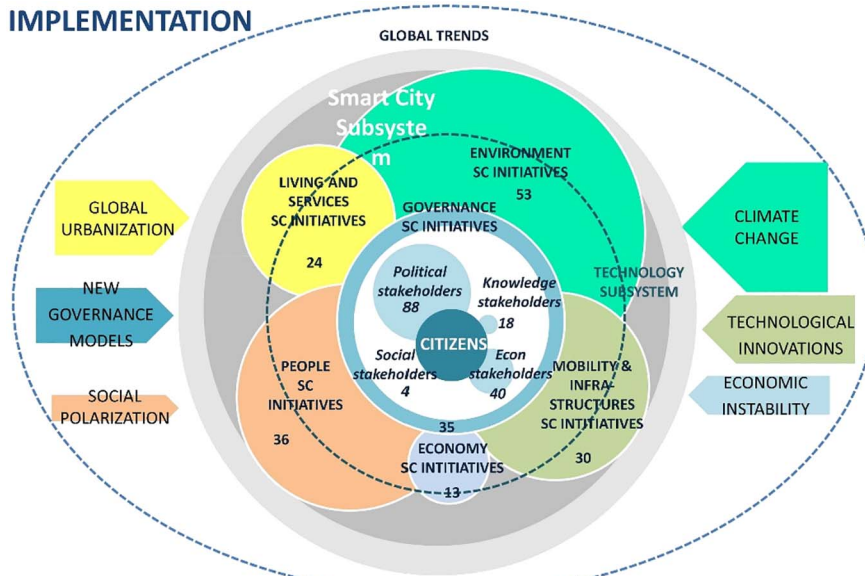 IMPLEMENTATION
GLOBAL TRENDS
Smart City
Subsyste
m
ENVIRONMENT
SC INITIATIVES
53
LIVING AND
SERVICES
SC INITIATIVES
24
GOVERNANCE
SC INITIATIVES
GLOBAL
URBANIZATION
CLIMATE
CHANGE
Political
stakeholders
88
Knowledge
stakeholders
18
TECHNOLOGY
SUBSYSTEM
NEW
GOVERNANCE
MODELS
TECHNOLOGICAL
INNOVATIONS
CITIZENS
Social
stakeholders
4
Econ
stakeholders
40
PEOPLE
SC
INITIATIVES
36
MOBILITY &
INFRA-
STRUCTURES
SC INTITIATIVES
30
SOCIAL
POLARIZATION
ECONOMIC
INSTABILITY
35
ECONOMY
SC INTITIATIVES
13